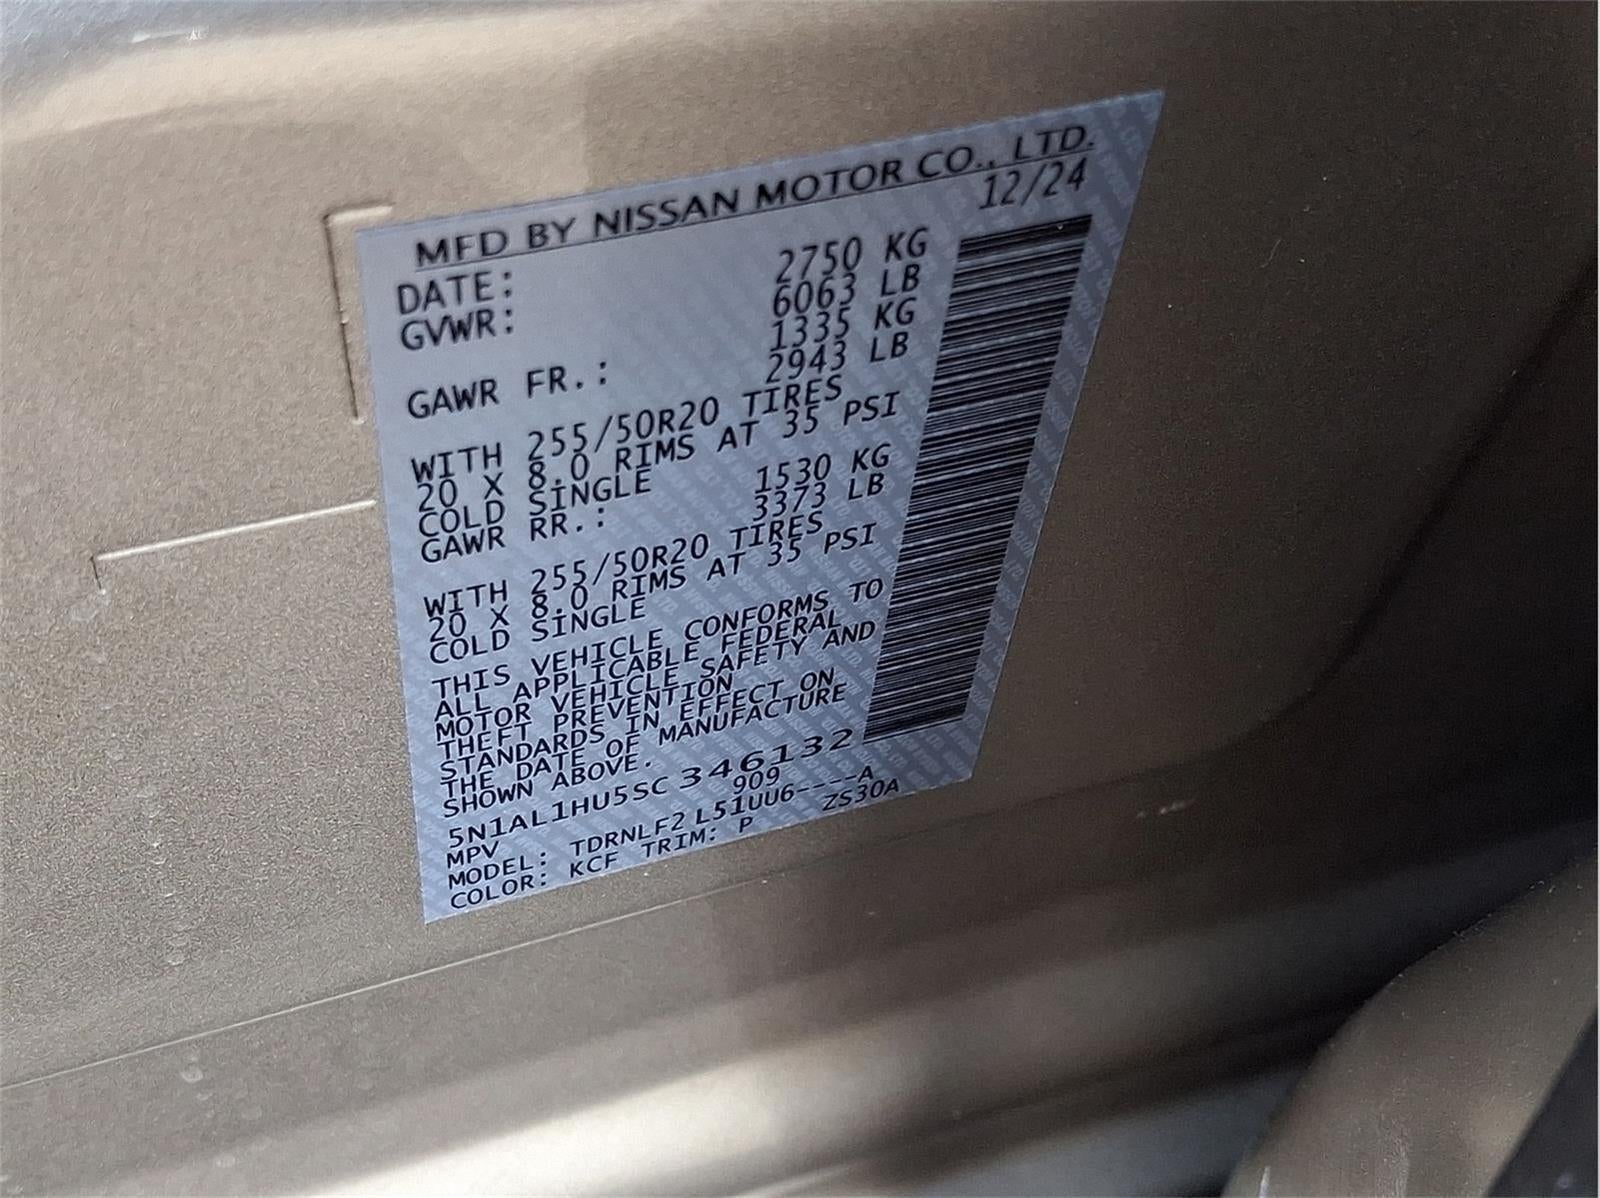 MFD BY NISSAN MOTOR CO., LTD.
DATE: 12/24
GVWR: 2750 KG
6063 LB
GAWR FR.: 1335 KG
2943 LB
WITH 255/50R20 TIRES
20 X 8.0 RIMS AT 35 PSI
COLD SINGLE
GAWR RR.: 1530 KG
3373 LB
WITH 255/50R20 TIRES
20 X 8.0 RIMS AT 35 PSI
COLD SINGLE
THIS VEHICLE CONFORMS TO
ALL APPLICABLE FEDERAL
MOTOR VEHICLE SAFETY AND
THEFT PREVENTION
STANDARDS IN EFFECT ON
THE DATE OF MANUFACTURE
SHOWN ABOVE.
5N1AL1HU5SC 346132
MPV 909
MODEL: TDRNLF2 L51UU6----A
COLOR: KCF TRIM: P ZS30A